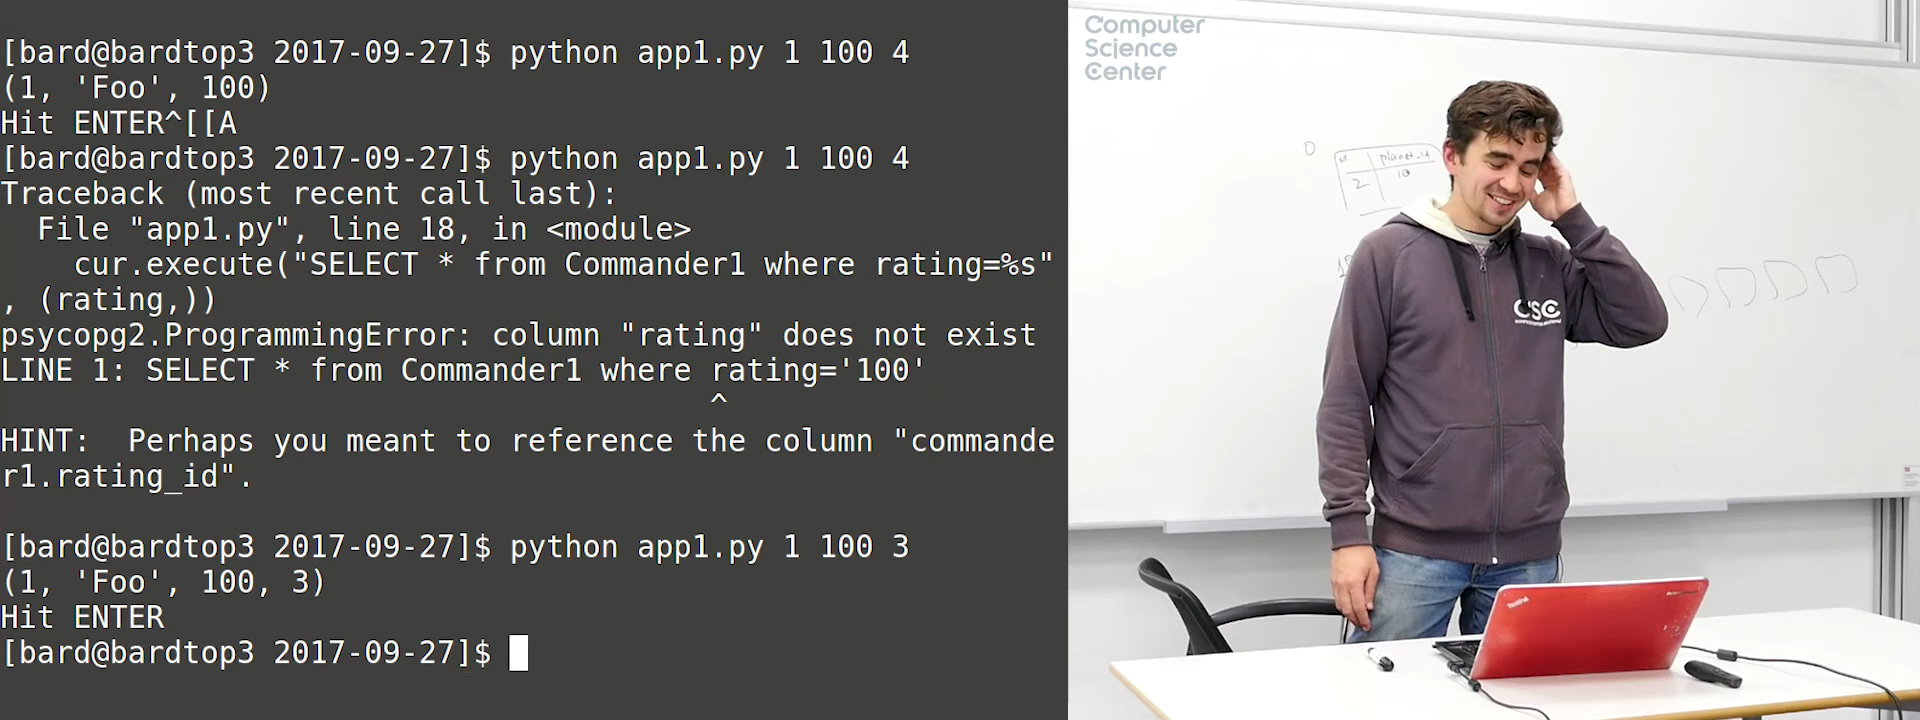 [bard@bardtop3 2017-09-27]$ python app1.py 1 100 4
(1, 'Foo', 100)
Hit ENTER^[[A
[bard@bardtop3 2017-09-27]$ python app1.py 1 100 4
Traceback (most recent call last):
  File "app1.py", line 18, in <module>
    cur.execute("SELECT * from Commander1 where rating=%s"
, (rating,))
psycopg2.ProgrammingError: column "rating" does not exist
LINE 1: SELECT * from Commander1 where rating='100'
                                       ^
HINT:  Perhaps you meant to reference the column "commande
r1.rating_id".
[bard@bardtop3 2017-09-27]$ python app1.py 1 100 3
(1, 'Foo', 100, 3)
Hit ENTER
[bard@bardtop3 2017-09-27]$
Computer
Science
Center
planet_id
2
10
CSC
ThinkPad